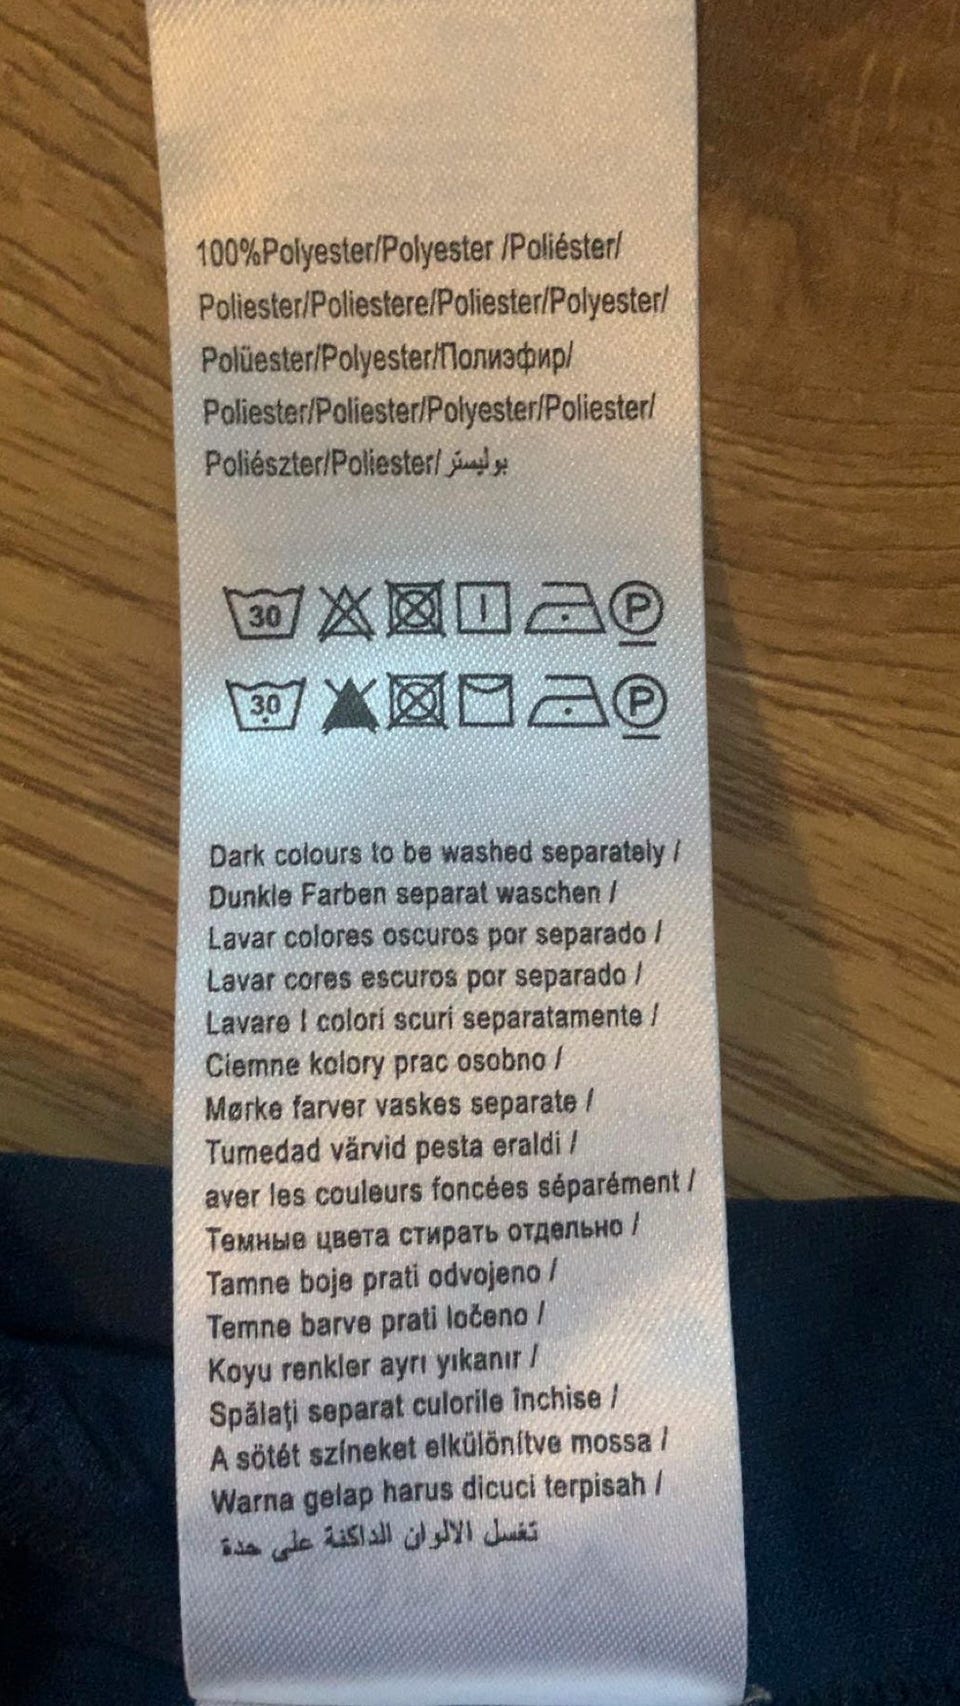 100%Polyester/Polyester /Poliéster/
Poliester/Poliestere/Poliester/Polyester/
Polüester/Polyester/Полиэфир/
Poliester/Poliester/Polyester/Poliester/
Poliészter/Poliester/ بوليستر
30 P
30 P
Dark colours to be washed separately /
Dunkle Farben separat waschen /
Lavar colores oscuros por separado /
Lavar cores escuros por separado /
Lavare I colori scuri separatamente /
Ciemne kolory prac osobno /
Mørke farver vaskes separate /
Tumedad värvid pesta eraldi /
aver les couleurs foncées séparément /
Темные цвета стирать отдельно /
Tamne boje prati odvojeno /
Temne barve prati ločeno /
Koyu renkler ayrı yıkanır /
Spălaţi separat culorile închise /
A sötét színeket elkülönítve mossa /
Warna gelap harus dicuci terpisah /
تغسل الالوان الداكنة على حدة